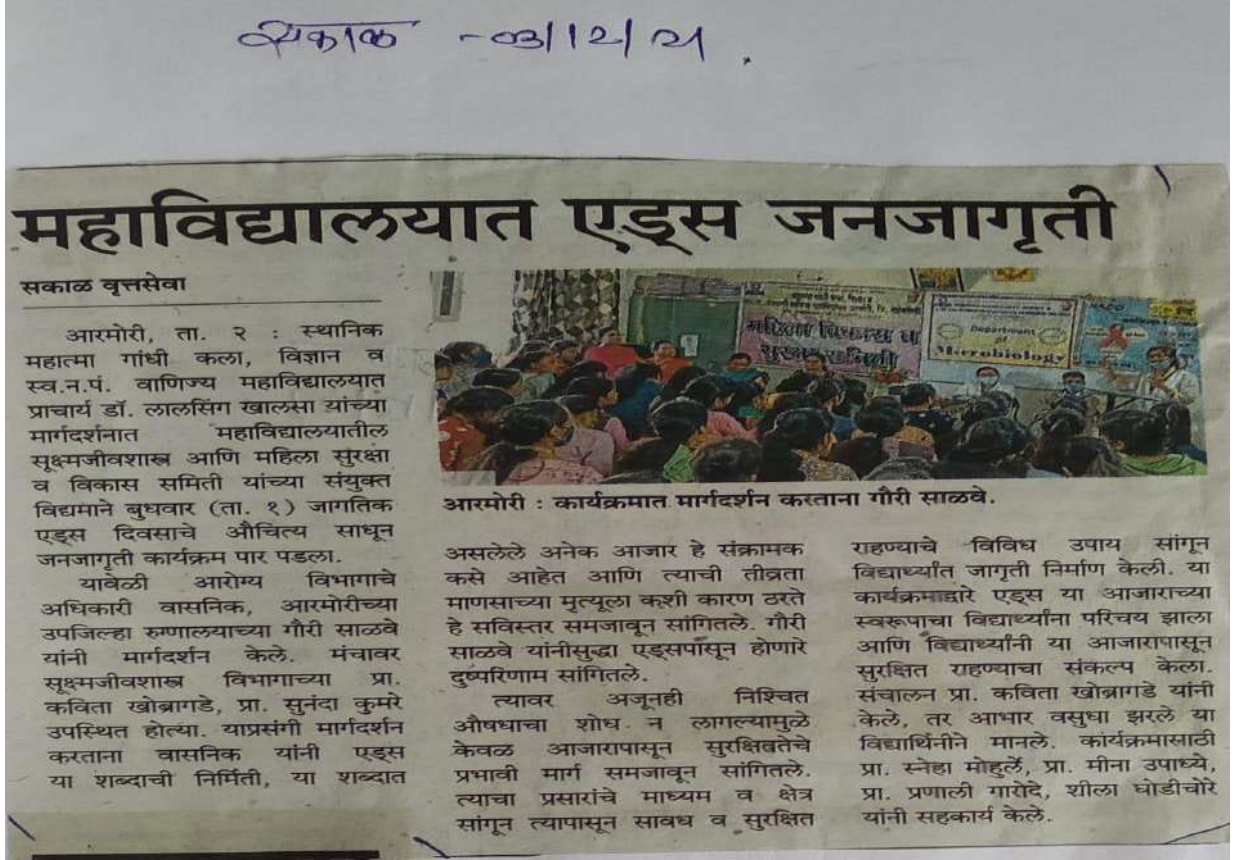 सकाळ -03/12/21.
महाविद्यालयात एड्स जनजागृती
सकाळ वृत्तसेवा
आरमोरी, ता. २ : स्थानिक
महात्मा गांधी कला, विज्ञान व
स्व.न.पं. वाणिज्य महाविद्यालयात
प्राचार्य डॉ. लालसिंग खालसा यांच्या
मार्गदर्शनात महाविद्यालयातील
सूक्ष्मजीवशास्त्र आणि महिला सुरक्षा
व विकास समिती यांच्या संयुक्त
विद्यमाने बुधवार (ता. १) जागतिक
एड्स दिवसाचे औचित्य साधून
जनजागृती कार्यक्रम पार पडला.
यावेळी आरोग्य विभागाचे
अधिकारी वासनिक, आरमोरीच्या
उपजिल्हा रुग्णालयाच्या गौरी साळवे
यांनी मार्गदर्शन केले. मंचावर
सूक्ष्मजीवशास्त्र विभागाच्या प्रा.
कविता खोब्रागडे, प्रा. सुनंदा कुमरे
उपस्थित होत्या. याप्रसंगी मार्गदर्शन
करताना वासनिक यांनी एड्स
या शब्दाची निर्मिती, या शब्दात
महिला विकास व
सुरक्षा समिती
Department
of
Microbiology
NACO
आरमोरी : कार्यक्रमात मार्गदर्शन करताना गौरी साळवे.
असलेले अनेक आजार हे संक्रामक
कसे आहेत आणि त्याची तीव्रता
माणसाच्या मृत्यूला कशी कारण ठरते
हे सविस्तर समजावून सांगितले. गौरी
साळवे यांनीसुद्धा एड्सपासून होणारे
दुष्परिणाम सांगितले.
त्यावर अजूनही निश्चित
औषधाचा शोध न लागल्यामुळे
केवळ आजारापासून सुरक्षिततेचे
प्रभावी मार्ग समजावून सांगितले.
त्याचा प्रसारांचे माध्यम व क्षेत्र
सांगून त्यापासून सावध व सुरक्षित
राहण्याचे विविध उपाय सांगून
विद्यार्थ्यांत जागृती निर्माण केली. या
कार्यक्रमाद्वारे एड्स या आजाराच्या
स्वरूपाचा विद्यार्थ्यांना परिचय झाला
आणि विद्यार्थ्यांनी या आजारापासून
सुरक्षित राहण्याचा संकल्प केला.
संचालन प्रा. कविता खोब्रागडे यांनी
केले, तर आभार वसुधा झरले या
विद्यार्थिनीने मानले. कार्यक्रमासाठी
प्रा. स्नेहा मोहुर्ले, प्रा. मीना उपाध्ये,
प्रा. प्रणाली गारोदे, शीला घोडीचोरे
यांनी सहकार्य केले.